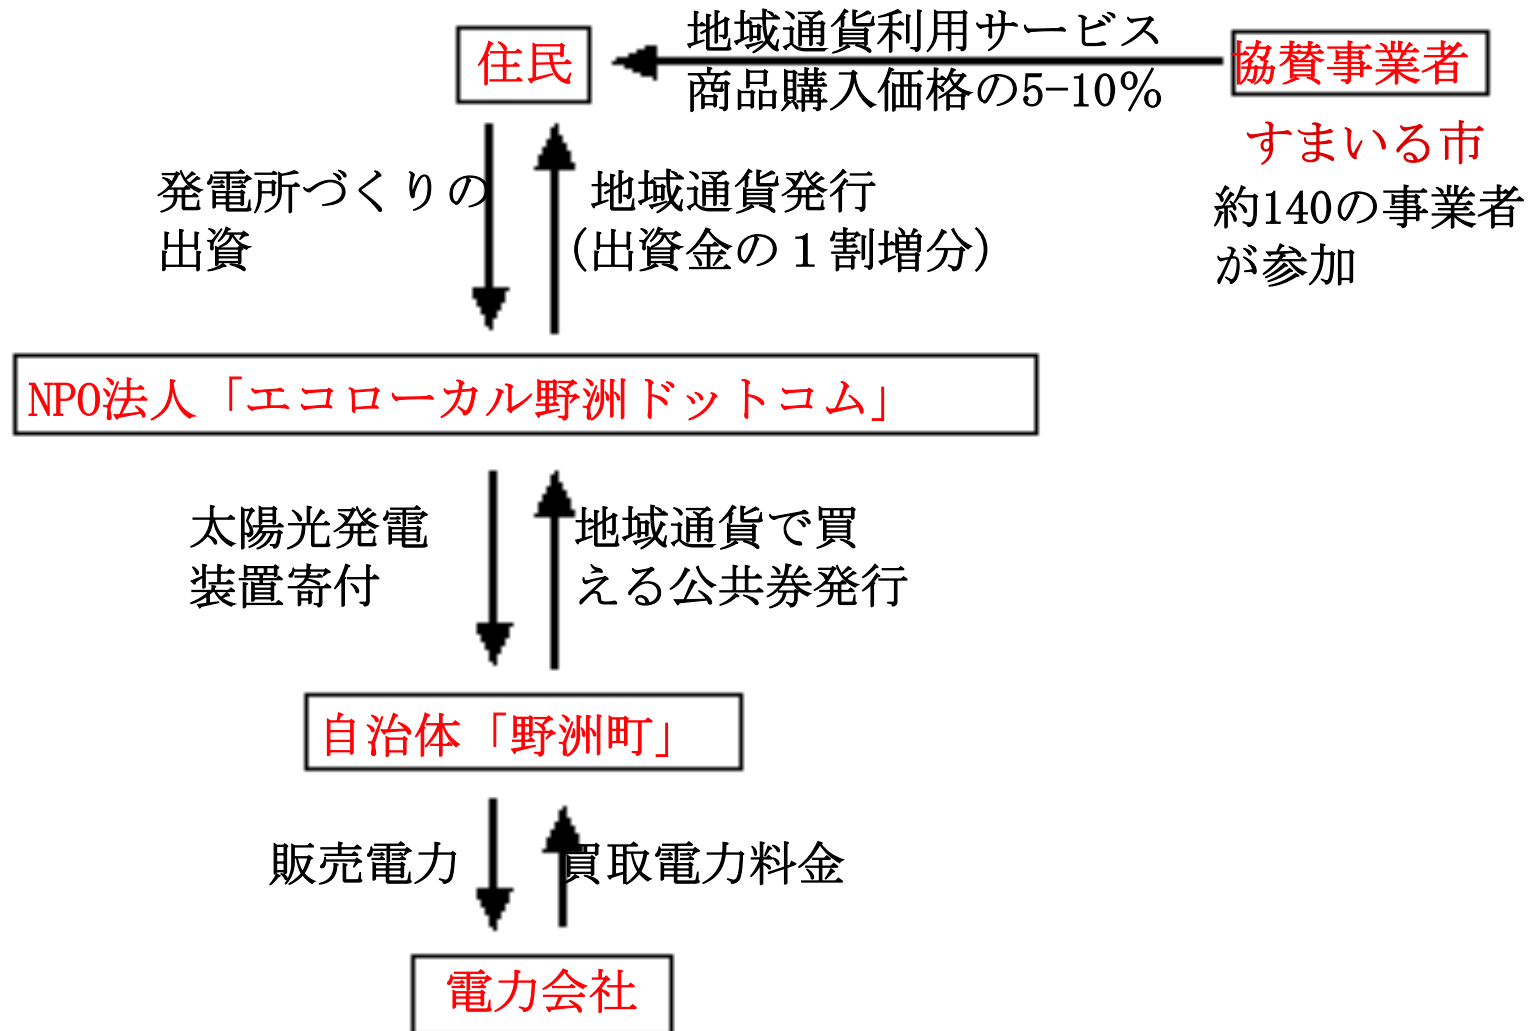 住民
地域通貨利用サービス
商品購入価格の5-10%
協賛事業者
すまいる市
約140の事業者
が参加
発電所づくりの
出資
地域通貨発行
(出資金の１割増分)
NPO法人「エコローカル野洲ドットコム」
太陽光発電
装置寄付
地域通貨で買
える公共券発行
自治体「野洲町」
販売電力
買取電力料金
電力会社